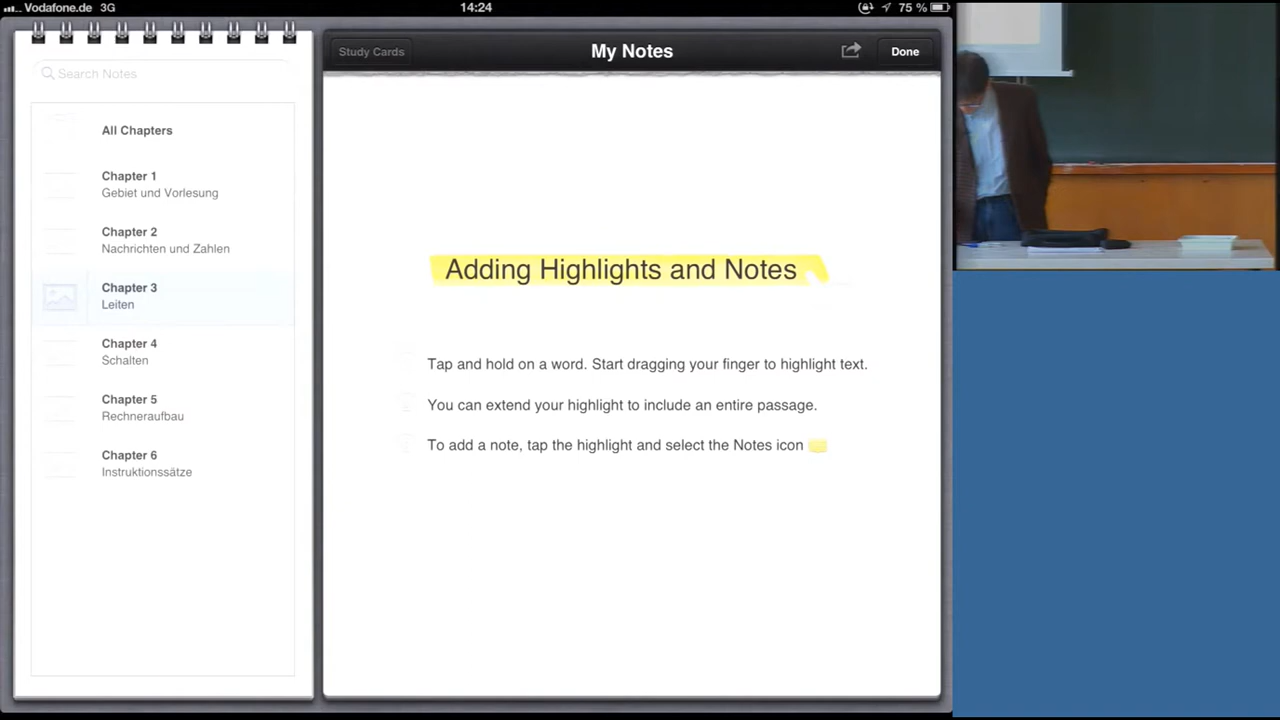 Vodafone.de 3G
14:24
75 %
Search Notes
All Chapters
Chapter 1
Gebiet und Vorlesung
Chapter 2
Nachrichten und Zahlen
Chapter 3
Leiten
Chapter 4
Schalten
Chapter 5
Rechneraufbau
Chapter 6
Instruktionssätze
Study Cards
My Notes
Done
Adding Highlights and Notes
Tap and hold on a word. Start dragging your finger to highlight text.
You can extend your highlight to include an entire passage.
To add a note, tap the highlight and select the Notes icon